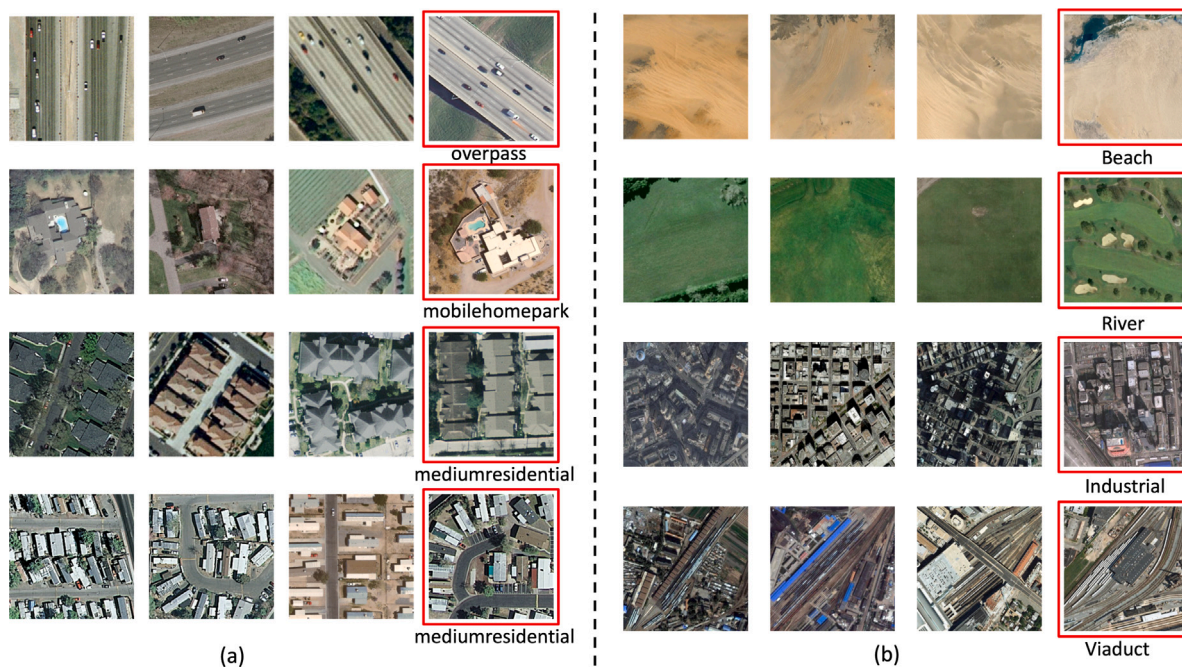 overpass
mobilehomepark
mediumresidential
mediumresidential
(a)
Beach
River
Industrial
Viaduct
(b)